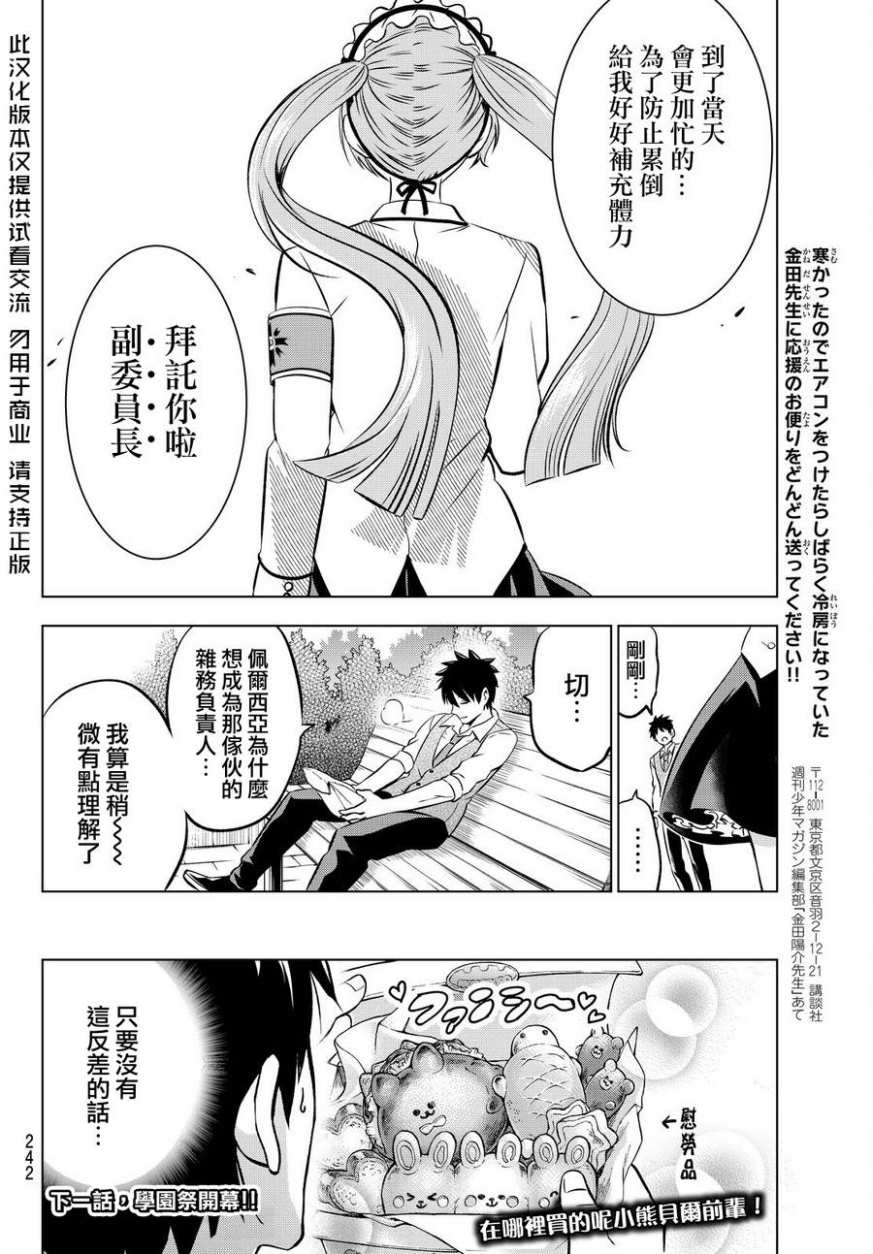 到了當天
會更加忙的…
為了防止累倒
給我好好補充體力
拜託你啦
副委員長
剛剛…
……
切…
佩爾西亞為什麼
想成為那傢伙的
雜務負責人…
我算是稍~~
微有點理解了
ファンシ〜
←慰勞品
只要沒有
這反差的話…
在哪裡買的呢小熊貝爾前輩！
下一話，學園祭開幕!!
242
寒かったのでエアコンをつけたらしばらく冷房になっていた
金田先生に応援のお便りをどんどん送ってください!!
〒112-8001 東京都文京区音羽2-12-21 講談社
週刊少年マガジン編集部「金田陽介先生」あて
此汉化版本仅提供试看交流 勿用于商业 请支持正版